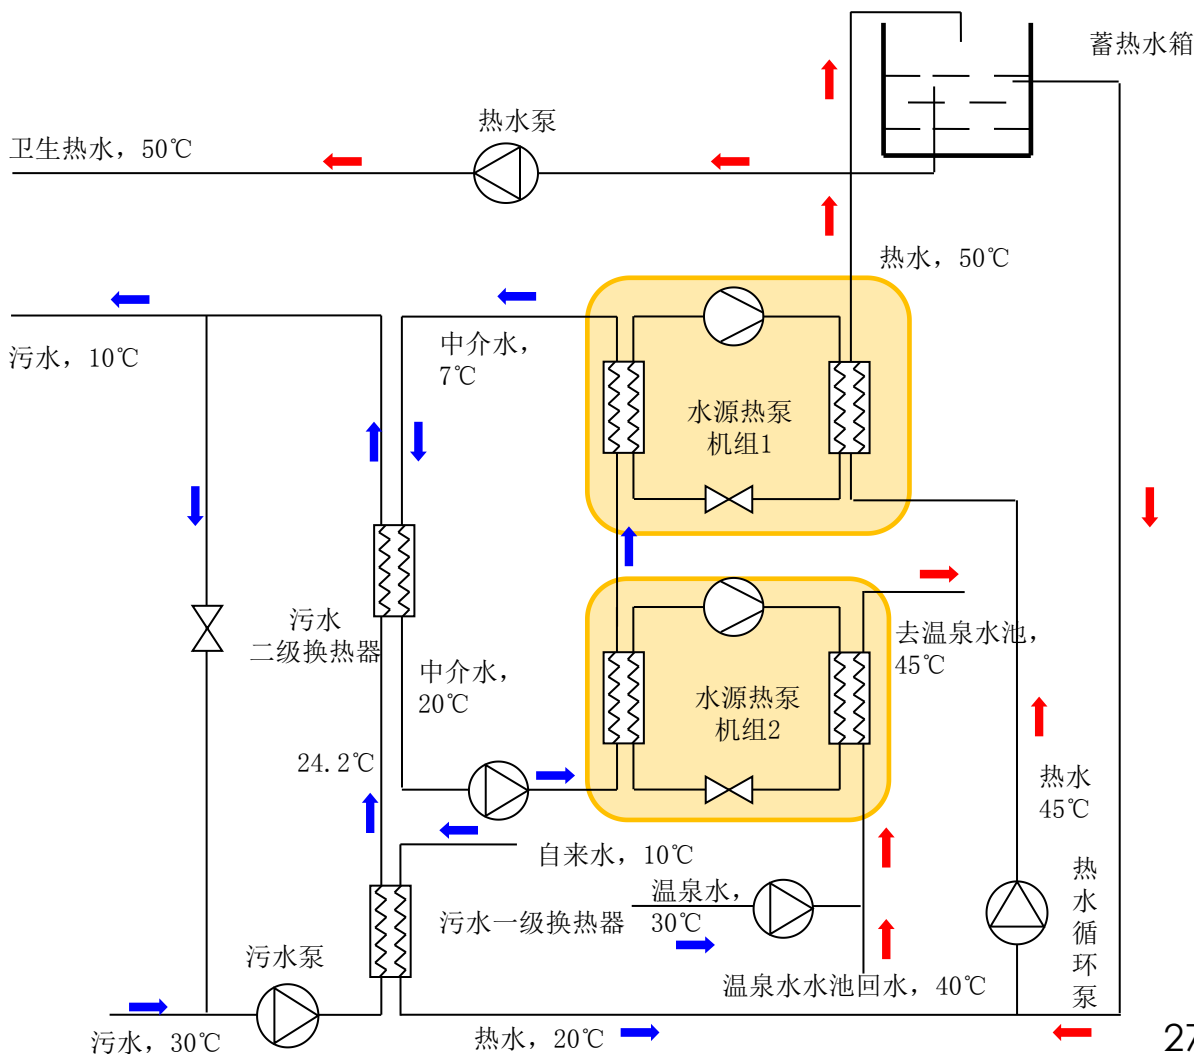 蓄热水箱
热水泵
卫生热水，50℃
热水，50℃
污水，10℃
中介水，
7℃
水源热泵
机组1
污水
二级换热器
去温泉水池，
45℃
中介水，
20℃
水源热泵
机组2
24.2℃
热水
45℃
自来水，10℃
热
水
循
环
泵
温泉水，
30℃
污水一级换热器
污水泵
温泉水水池回水，40℃
污水，30℃
热水，20℃
27